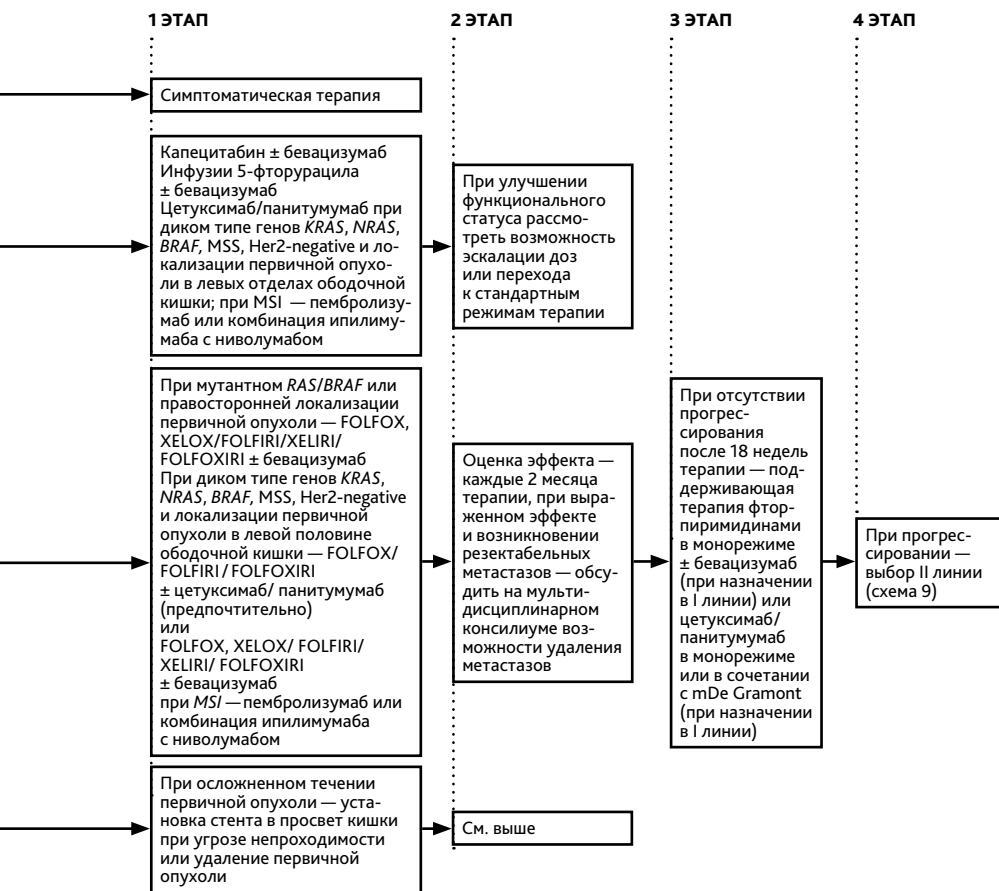 1 ЭТАП
2 ЭТАП
3 ЭТАП
4 ЭТАП
Симптоматическая терапия
Капецитабин ± бевацизумаб
Инфузии 5-фторурацила
± бевацизумаб
Цетуксимаб/панитумумаб при
диком типе генов KRAS, NRAS,
BRAF, MSS, Her2-negative и ло-
кализации первичной опухо-
ли в левых отделах ободочной
кишки; при MSI — пембролизу-
маб или комбинация ипилиму-
маба с ниволумабом
При улучшении
функционального
статуса рассмо-
треть возможность
эскалации доз
или перехода
к стандартным
режимам терапии
При мутантном RAS/BRAF или
правосторонней локализации
первичной опухоли — FOLFOX,
XELOX/FOLFIRI/XELIRI/
FOLFOXIRI ± бевацизумаб
При диком типе генов KRAS,
NRAS, BRAF, MSS, Her2-negative
и локализации первичной
опухоли в левой половине
ободочной кишки — FOLFOX/
FOLFIRI/FOLFOXIRI
± цетуксимаб/ панитумумаб
(предпочтительно)
или
FOLFOX, XELOX/ FOLFIRI/
XELIRI/ FOLFOXIRI
± бевацизумаб
при MSI — пембролизумаб или
комбинация ипилимумаба
с ниволумабом
Оценка эффекта —
каждые 2 месяца
терапии, при выра-
женном эффекте
и возникновении
резектабельных
метастазов — обсу-
дить на мульти-
дисциплинарном
консилиуме воз-
можности удаления
метастазов
При отсутствии
прогрес-
сирования
после 18 недель
терапии — под-
держивающая
терапия фтор-
пиримидинами
в монорежиме
± бевацизумаб
(при назначении
в I линии) или
цетуксимаб/
панитумумаб
в монорежиме
или в сочетании
с mDe Gramont
(при назначении
в I линии)
При прогрес-
сировании —
выбор II линии
(схема 9)
При осложненном течении
первичной опухоли — уста-
новка стента в просвет кишки
при угрозе непроходимости
или удаление первичной
опухоли
См. выше